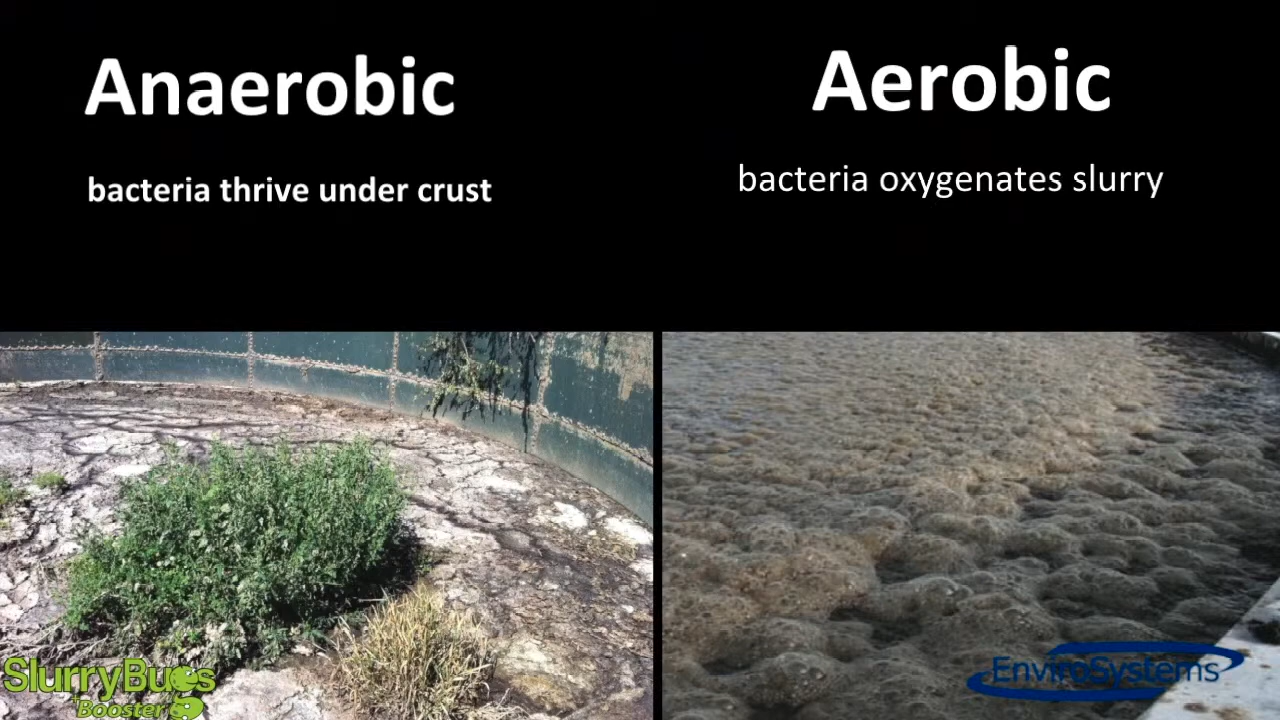 Anaerobic
bacteria thrive under crust
Aerobic
bacteria oxygenates slurry
SlurryBugs
"Booster"
EnviroSystems